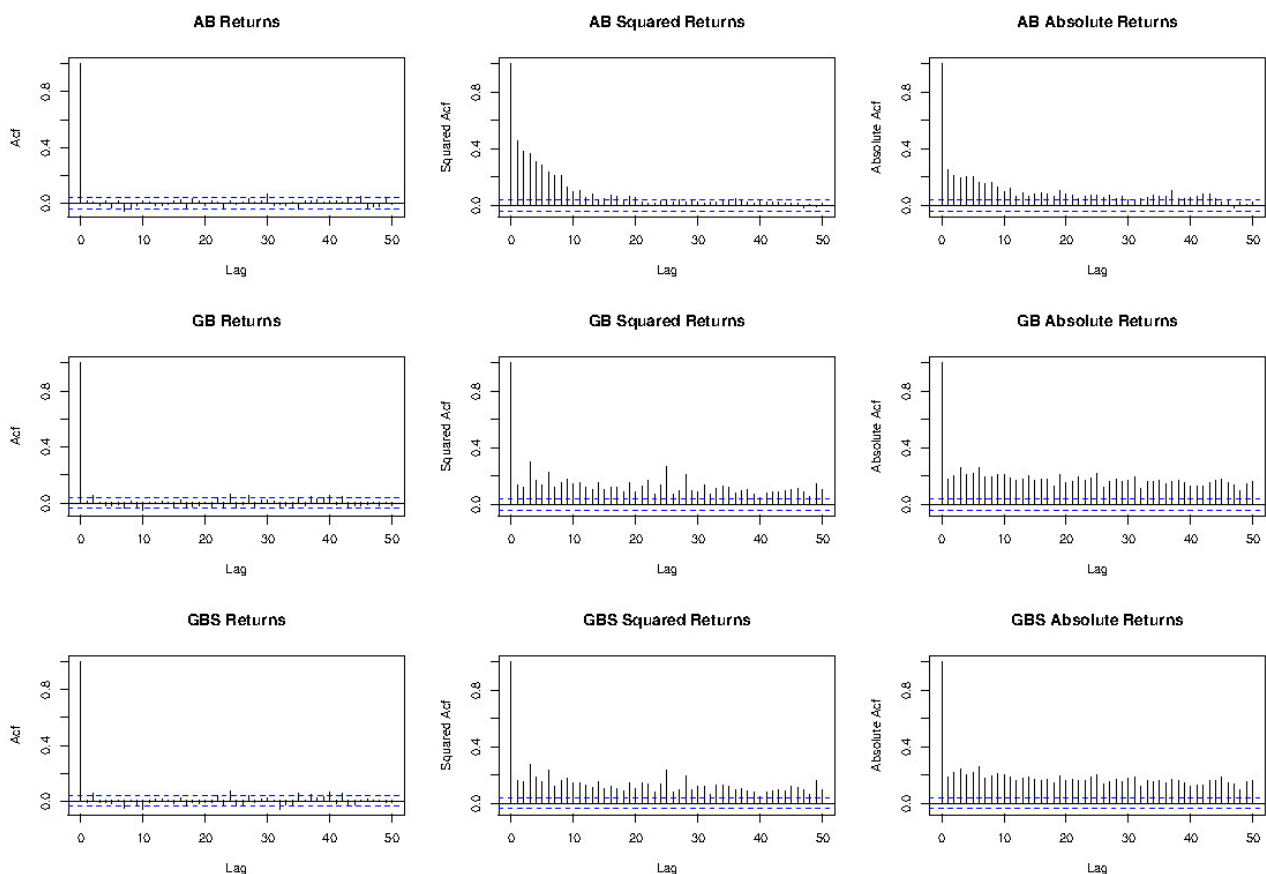 AB Returns
AB Squared Returns
AB Absolute Returns
Acf
0.0 0.4 0.8
0 10 20 30 40 50
Lag
Squared Acf
0.0 0.4 0.8
0 10 20 30 40 50
Lag
Absolute Acf
0.0 0.4 0.8
0 10 20 30 40 50
Lag
GB Returns
GB Squared Returns
GB Absolute Returns
Acf
0.0 0.4 0.8
0 10 20 30 40 50
Lag
Squared Acf
0.0 0.4 0.8
0 10 20 30 40 50
Lag
Absolute Acf
0.0 0.4 0.8
0 10 20 30 40 50
Lag
GBS Returns
GBS Squared Returns
GBS Absolute Returns
Acf
0.0 0.4 0.8
0 10 20 30 40 50
Lag
Squared Acf
0.0 0.4 0.8
0 10 20 30 40 50
Lag
Absolute Acf
0.0 0.4 0.8
0 10 20 30 40 50
Lag